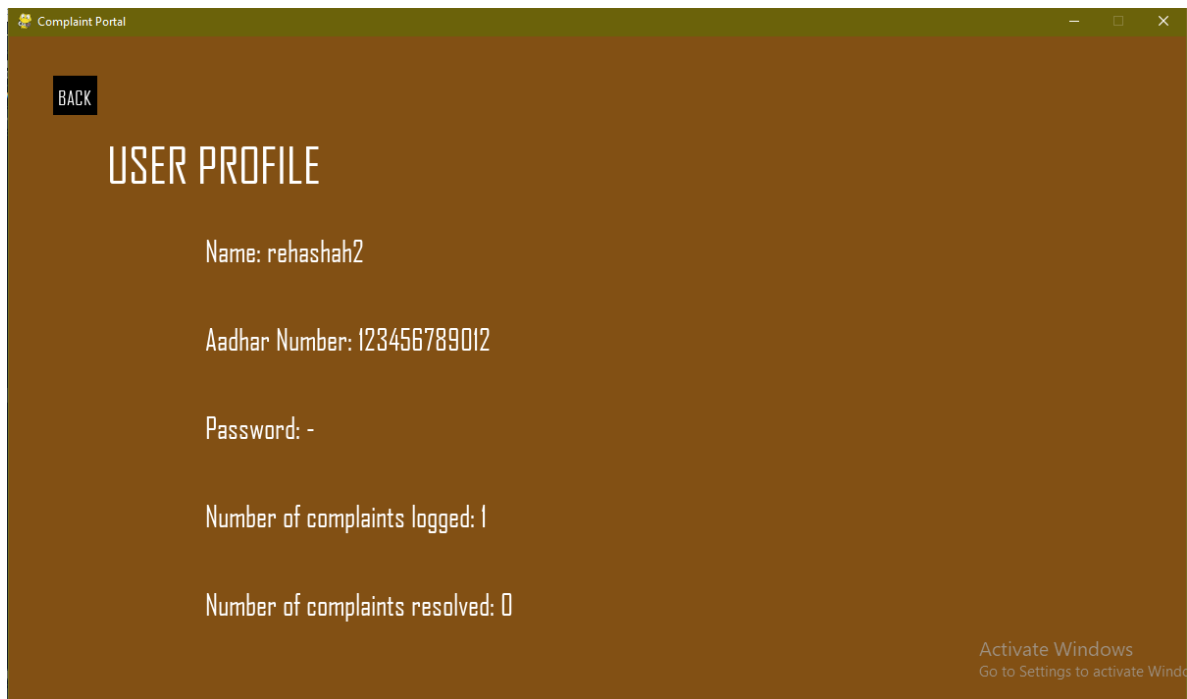 Complaint Portal
BACK
USER PROFILE
Name: rehashah2
Aadhar Number: 123456789012
Password: -
Number of complaints logged: 1
Number of complaints resolved: 0
Activate Windows
Go to Settings to activate Windo